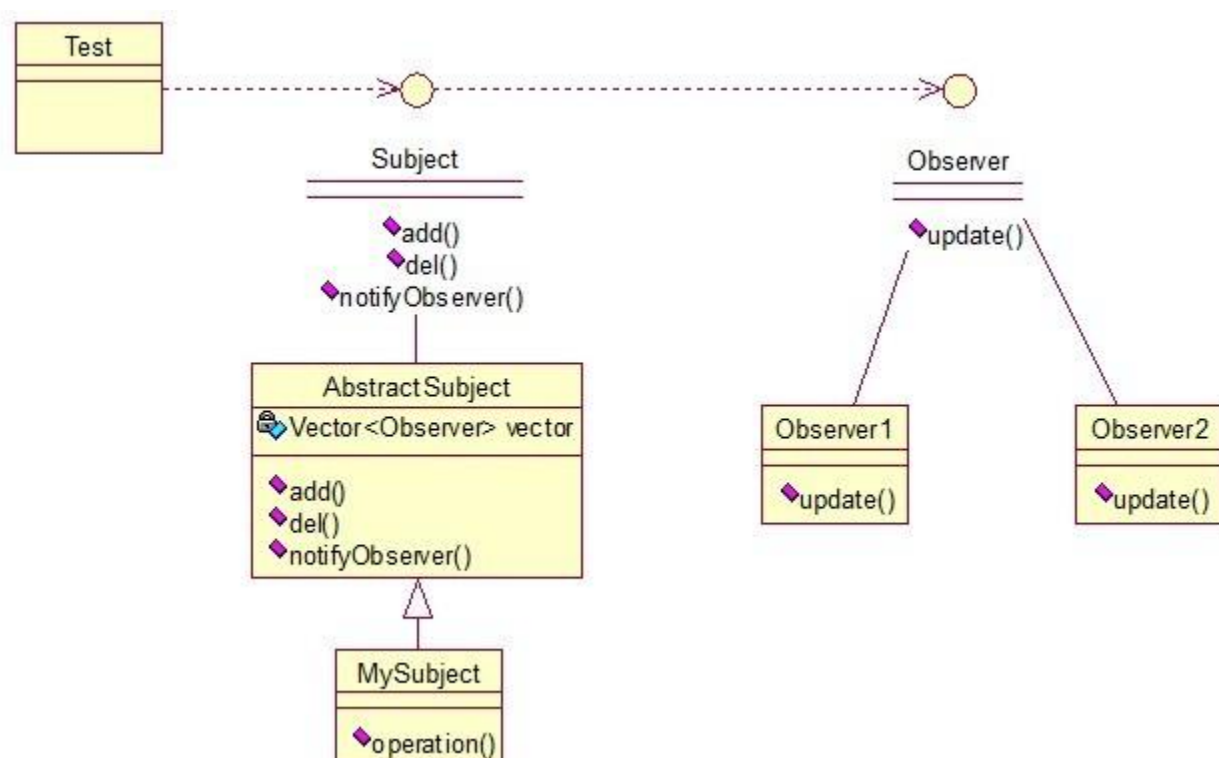 Test
Subject
add()
del()
notifyObserver()
Observer
update()
AbstractSubject
Vector<Observer> vector
add()
del()
notifyObserver()
Observer1
update()
Observer2
update()
MySubject
operation()